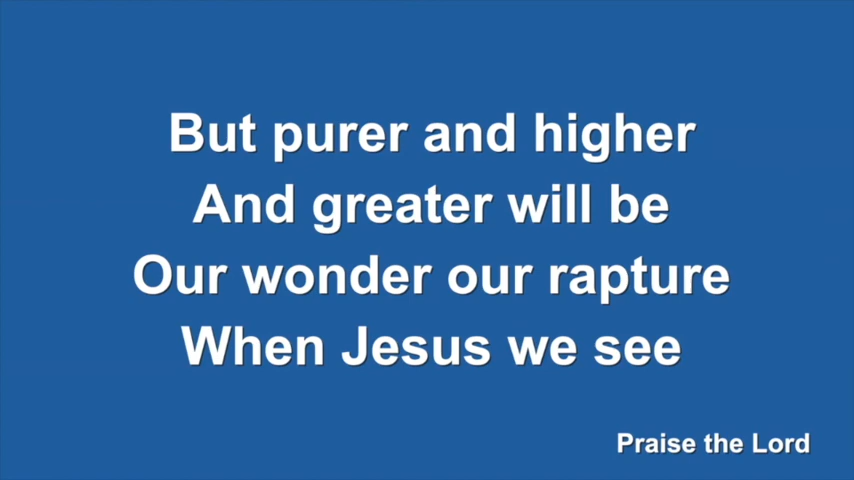 But purer and higher
And greater will be
Our wonder our rapture
When Jesus we see
Praise the Lord